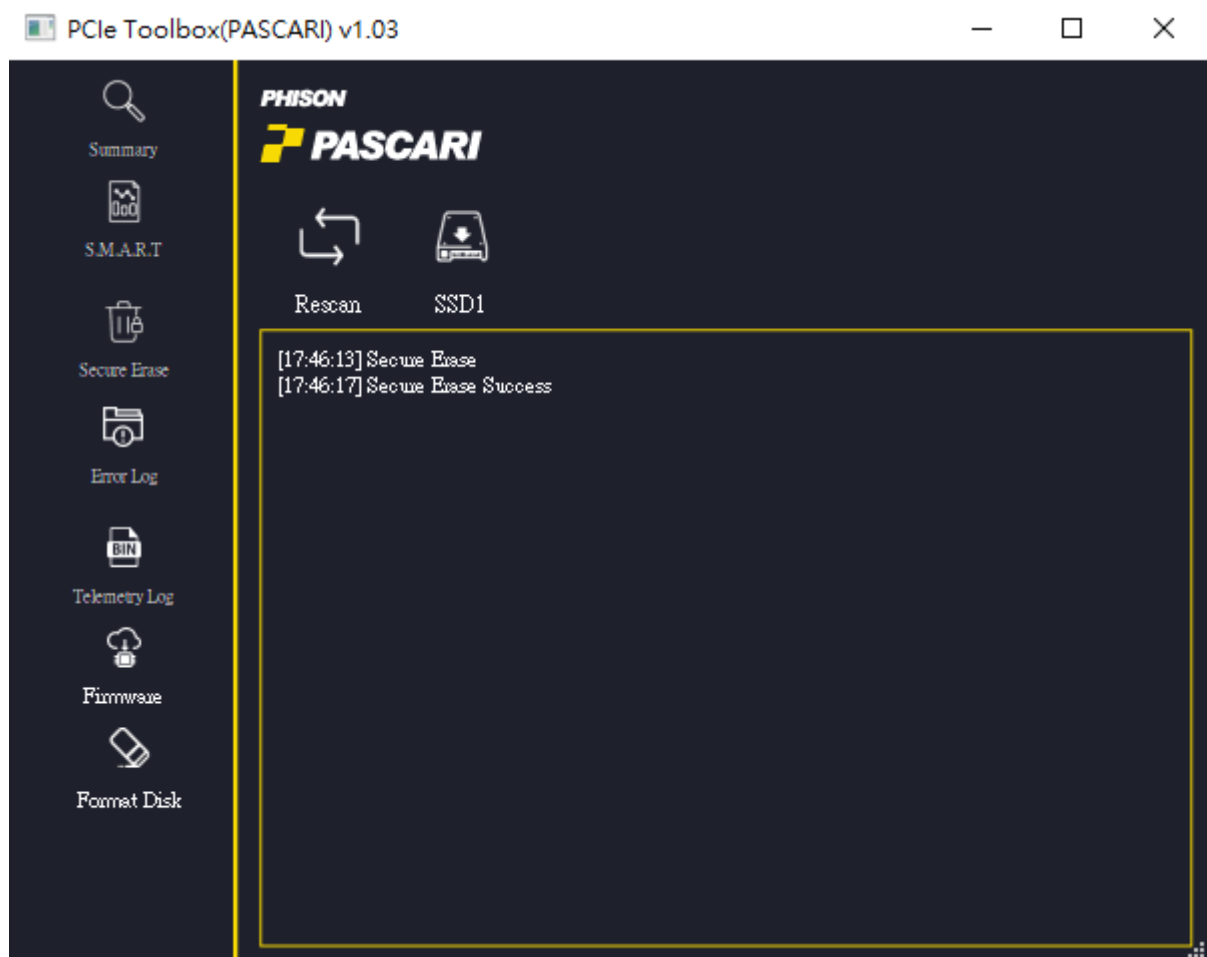 PCIe Toolbox(PASCARI) v1.03
Summary
S.M.A.R.T
Secure Erase
Error Log
BIN
Telemetry Log
Firmware
Format Disk
PHISON
PASCARI
Rescan
SSD1
[17:46:13] Secure Erase
[17:46:17] Secure Erase Success